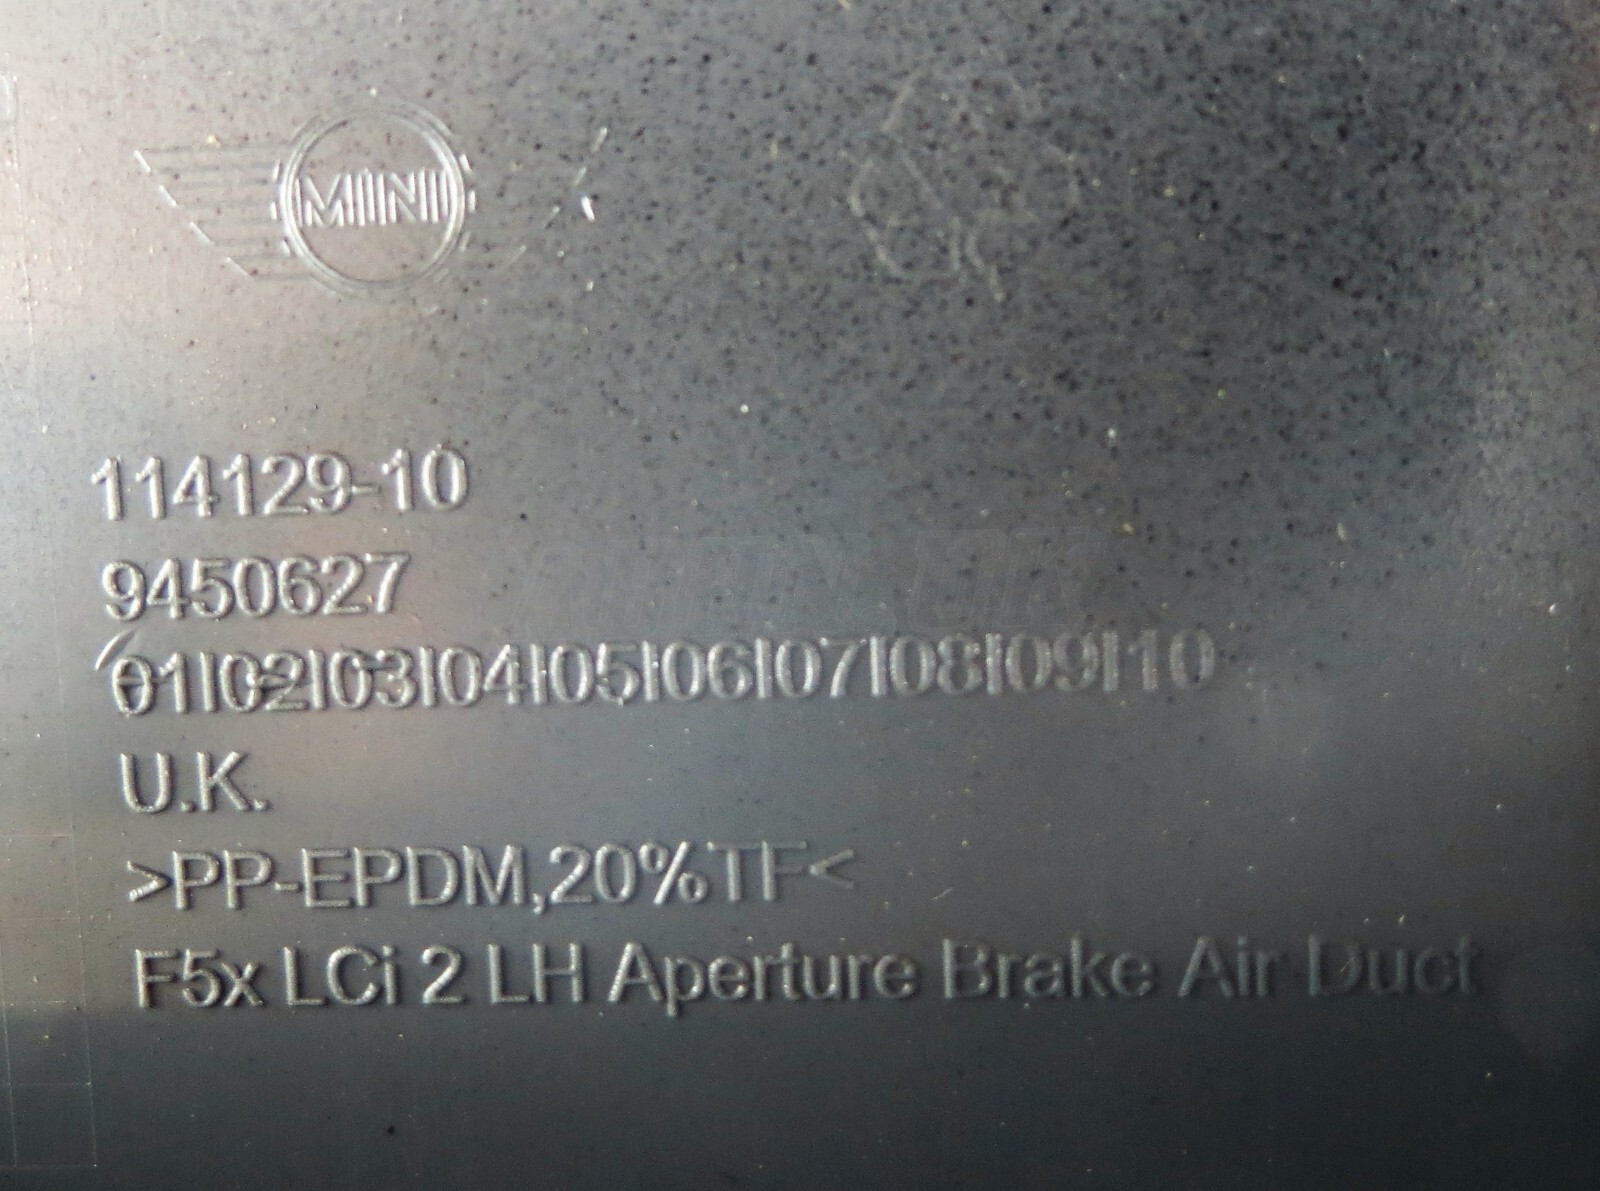 MINI
114129-10
9450627
01|02|03|04|05|06|07|08|09|10
U.K.
>PP-EPDM,20%TF<
F5x LCi 2 LH Aperture Brake Air Duct